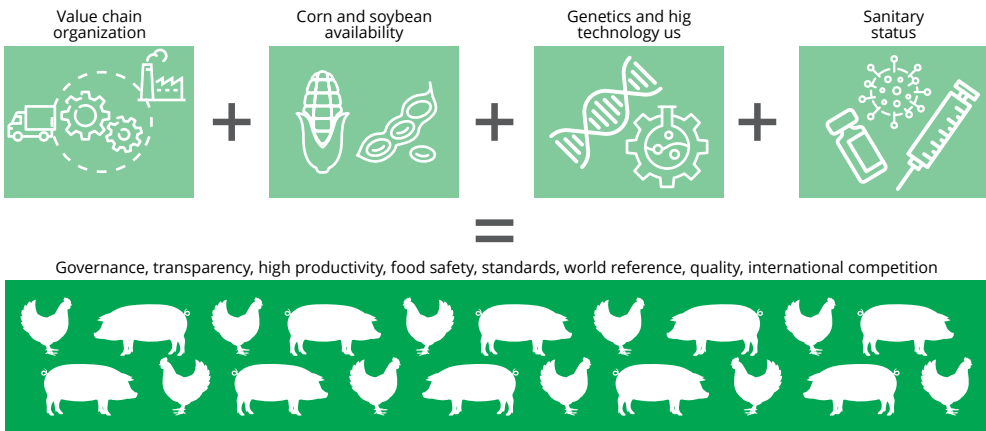 Value chain
organization
Corn and soybean
availability
Genetics and hig
technology us
Sanitary
status
Governance, transparency, high productivity, food safety, standards, world reference, quality, international competition